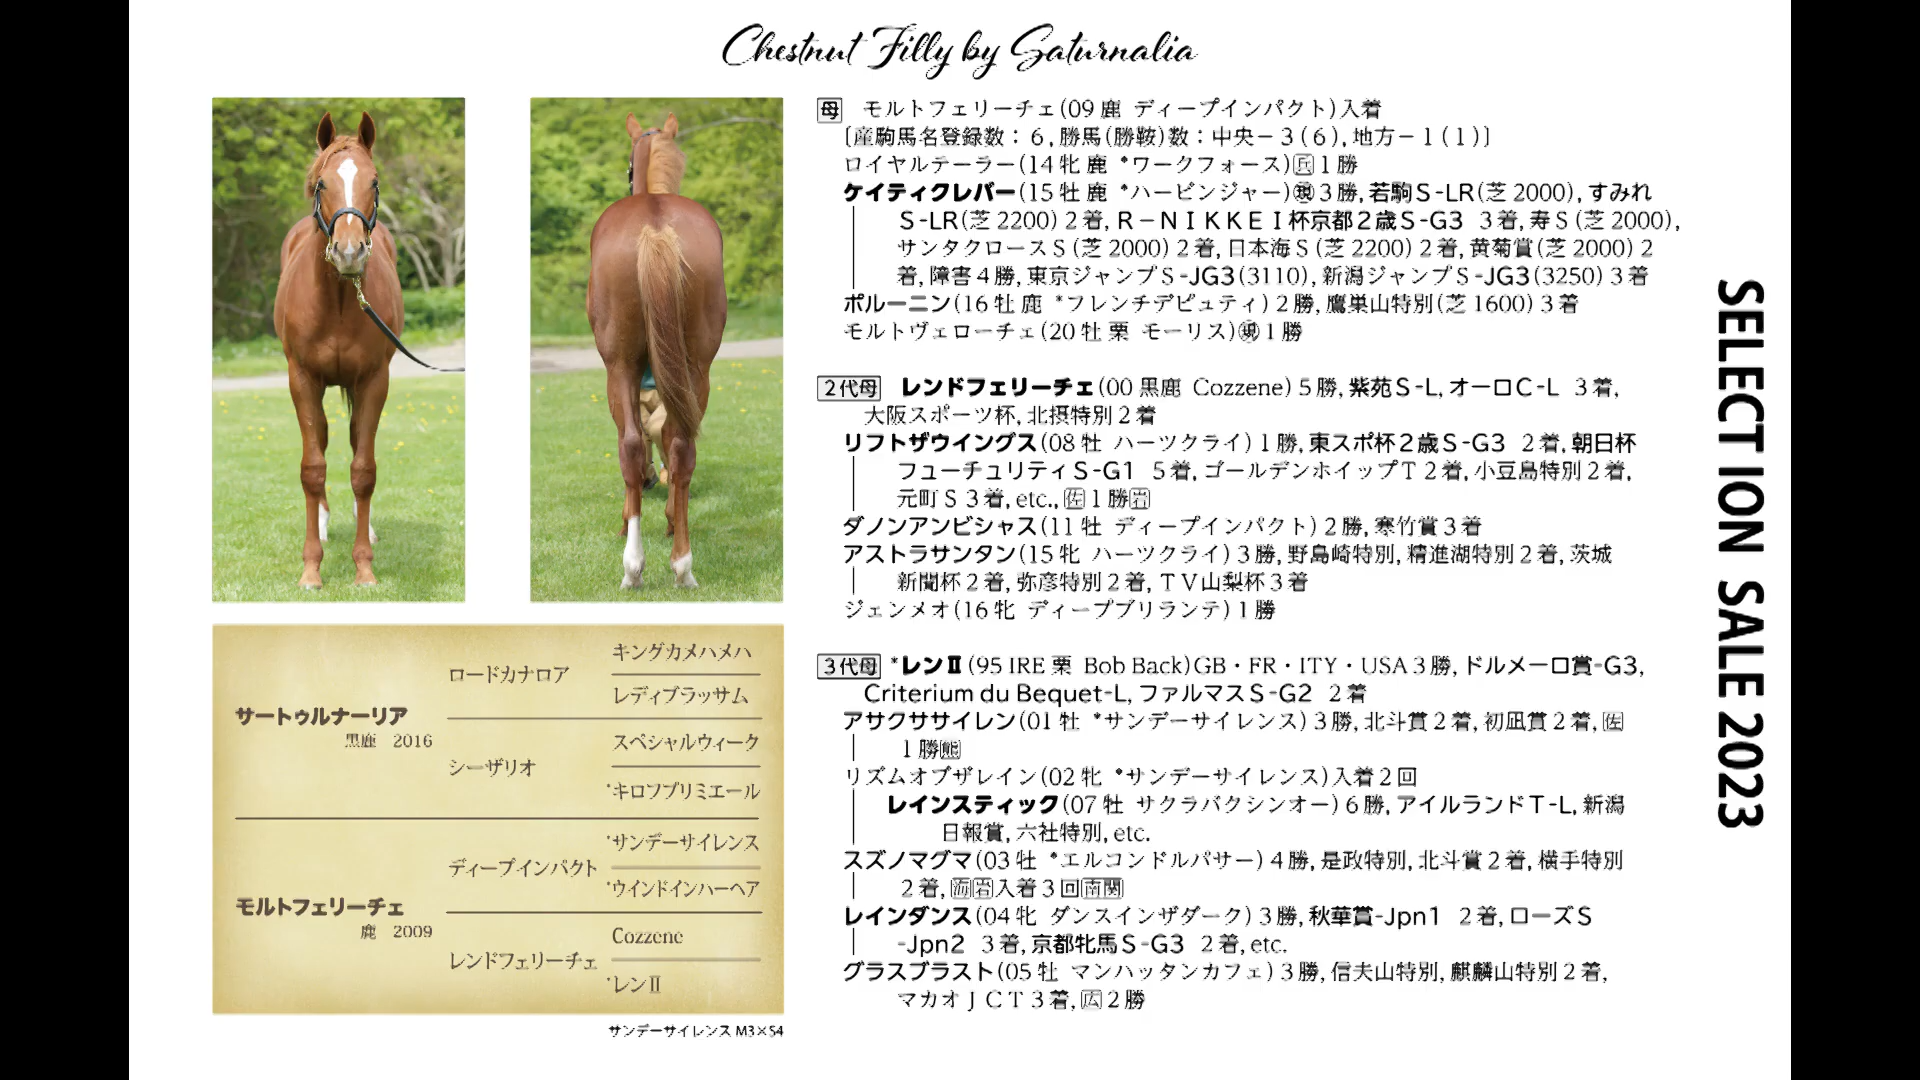 Chestnut Filly by Saturnalia
母 モルトフェリーチェ(09 鹿 ディープインパクト)入着
〔産駒馬名登録数：6, 勝馬(勝鞍)数：中央－3(6), 地方－1(1)〕
ロイヤルテーラー(14 牝 鹿 *ワークフォース)兵1勝
ケイティクレバー(15 牡 鹿 *ハービンジャー)現3勝, 若駒S-LR(芝2000), すみれ
S-LR(芝2200)2着, R－NIKKEI杯京都2歳S-G3 3着, 寿S(芝2000),
サンタクロースS(芝2000)2着, 日本海S(芝2200)2着, 黄菊賞(芝2000)2
着, 障害4勝, 東京ジャンプS-JG3(3110), 新潟ジャンプS-JG3(3250)3着
ポルーニン(16 牡 鹿 *フレンチデピュティ)2勝, 鷹巣山特別(芝1600)3着
モルトヴェローチェ(20 牡 栗 モーリス)現1勝
2代母 レンドフェリーチェ(00 黒鹿 Cozzene)5勝, 紫苑S-L, オーロC-L 3着,
大阪スポーツ杯, 北摂特別2着
リフトザウイングス(08 牡 ハーツクライ)1勝, 東スポ杯2歳S-G3 2着, 朝日杯
フューチュリティS-G1 5着, ゴールデンホイップT2着, 小豆島特別2着,
元町S3着, etc., 佐1勝岩
ダノンアンビシャス(11 牡 ディープインパクト)2勝, 寒竹賞3着
アストラサンタン(15 牝 ハーツクライ)3勝, 野島崎特別, 精進湖特別2着, 茨城
新聞杯2着, 弥彦特別2着, TV山梨杯3着
ジェンメオ(16 牝 ディープブリランテ)1勝
3代母 *レンⅡ(95 IRE 栗 Bob Back)GB・FR・ITY・USA3勝, ドルメーロ賞-G3,
Criterium du Bequet-L, ファルマスS-G2 2着
アサクササイレン(01 牡 *サンデーサイレンス)3勝, 北斗賞2着, 初凪賞2着, 佐
1勝熊
リズムオブザレイン(02 牝 *サンデーサイレンス)入着2回
レインスティック(07 牡 サクラバクシンオー)6勝, アイルランドT-L, 新潟
日報賞, 六社特別, etc.
スズノマグマ(03 牡 *エルコンドルパサー)4勝, 是政特別, 北斗賞2着, 横手特別
2着, 海岩入着3回南関
レインダンス(04 牝 ダンスインザダーク)3勝, 秋華賞-Jpn1 2着, ローズS
-Jpn2 3着, 京都牝馬S-G3 2着, etc.
グラスブラスト(05 牡 マンハッタンカフェ)3勝, 信夫山特別, 麒麟山特別2着,
マカオJCT3着, 広2勝
キングカメハメハ
ロードカナロア
レディブラッサム
サートゥルナーリア
黒鹿 2016
スペシャルウィーク
シーザリオ
*キロフプリミエール
*サンデーサイレンス
ディープインパクト
*ウインドインハーヘア
モルトフェリーチェ
鹿 2009
Cozzene
レンドフェリーチェ
*レンⅡ
サンデーサイレンス M3×S4
SELECTION SALE 2023